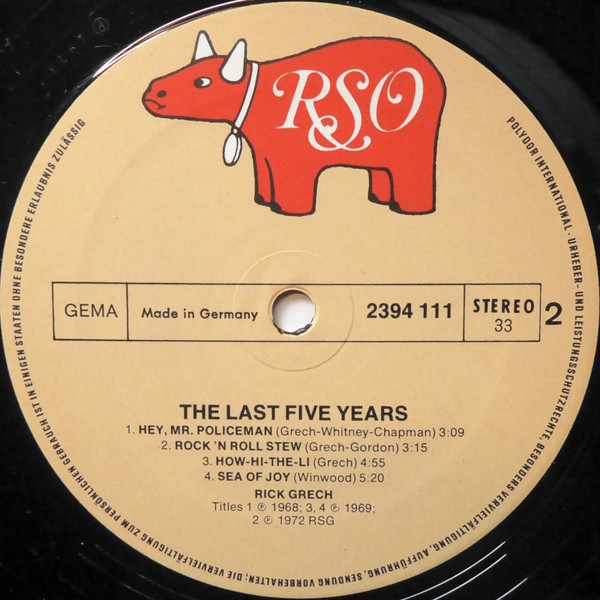 RSO
GEMA
Made in Germany
2394 111
STEREO
33
2
THE LAST FIVE YEARS
1. HEY, MR. POLICEMAN (Grech-Whitney-Chapman) 3:09
2. ROCK 'N ROLL STEW (Grech-Gordon) 3:15
3. HOW-HI-THE-LI (Grech) 4:55
4. SEA OF JOY (Winwood) 5:20
RICK GRECH
Titles 1 ℗ 1968; 3, 4 ℗ 1969;
2 ℗ 1972 RSG
POLYDOR INTERNATIONAL · URHEBER- UND LEISTUNGSSCHUTZRECHTE, BESONDERS VERVIELFÄLTIGUNG, AUFFÜHRUNG, SENDUNG VORBEHALTEN; DIE VERVIELFÄLTIGUNG ZUM PERSÖNLICHEN GEBRAUCH IST IN EINIGEN STAATEN OHNE BESONDERE ERLAUBNIS ZULÄSSIG